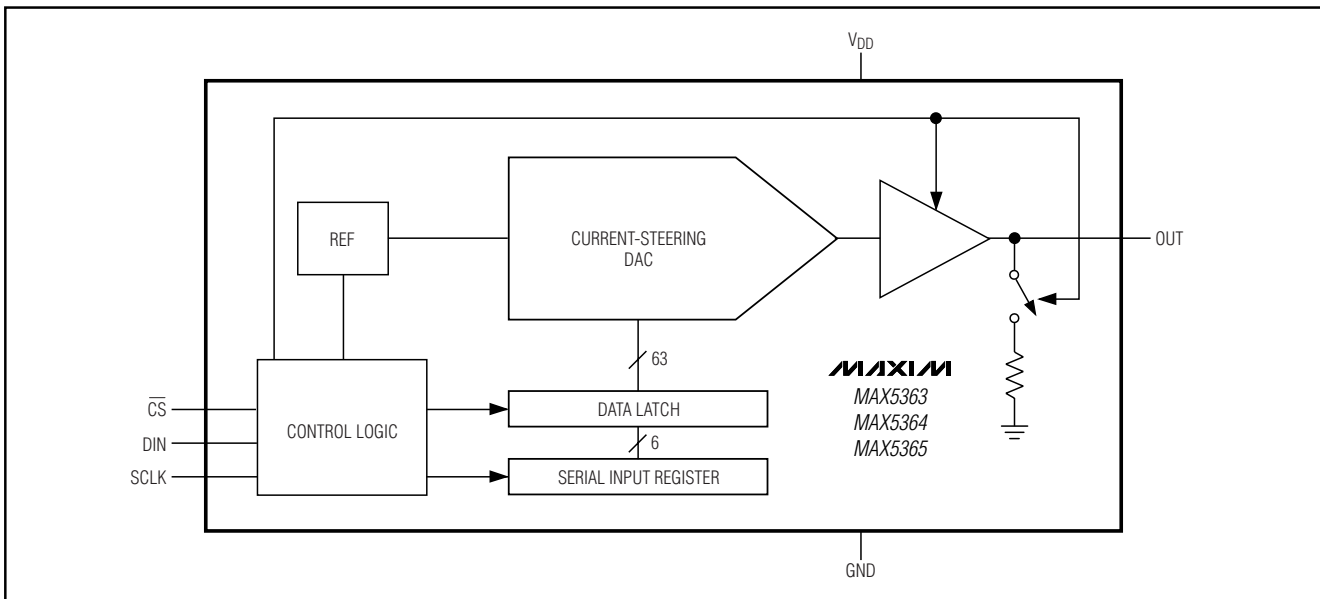 VDD
REF
CURRENT-STEERING
DAC
OUT
63
MAXIM
MAX5363
MAX5364
MAX5365
CS
DIN
SCLK
CONTROL LOGIC
DATA LATCH
6
SERIAL INPUT REGISTER
GND